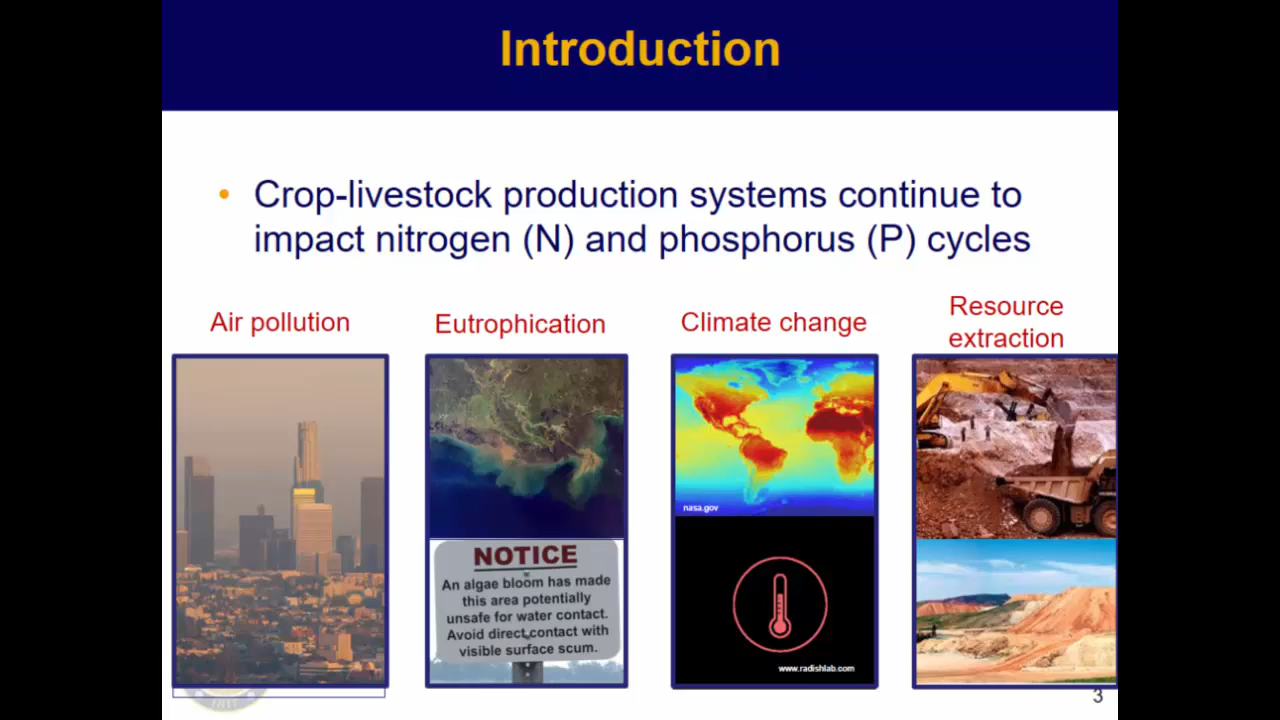 Introduction
• Crop-livestock production systems continue to
impact nitrogen (N) and phosphorus (P) cycles
Air pollution
Eutrophication
Climate change
Resource
extraction
nasa.gov
NOTICE
An algae bloom has made
this area potentially
unsafe for water contact.
Avoid direct contact with
visible surface scum.
www.radishlab.com
3